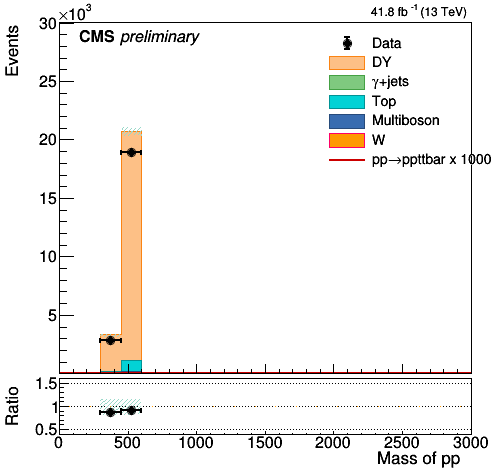 ×10³
41.8 fb⁻¹ (13 TeV)
CMS preliminary
Events
30
20
15
10
5
Data
DY
γ+jets
Top
Multiboson
W
pp→ppttbar x 1000
Ratio
1.5
1
0.5
0 500 1000 1500 2000 2500 3000
Mass of pp